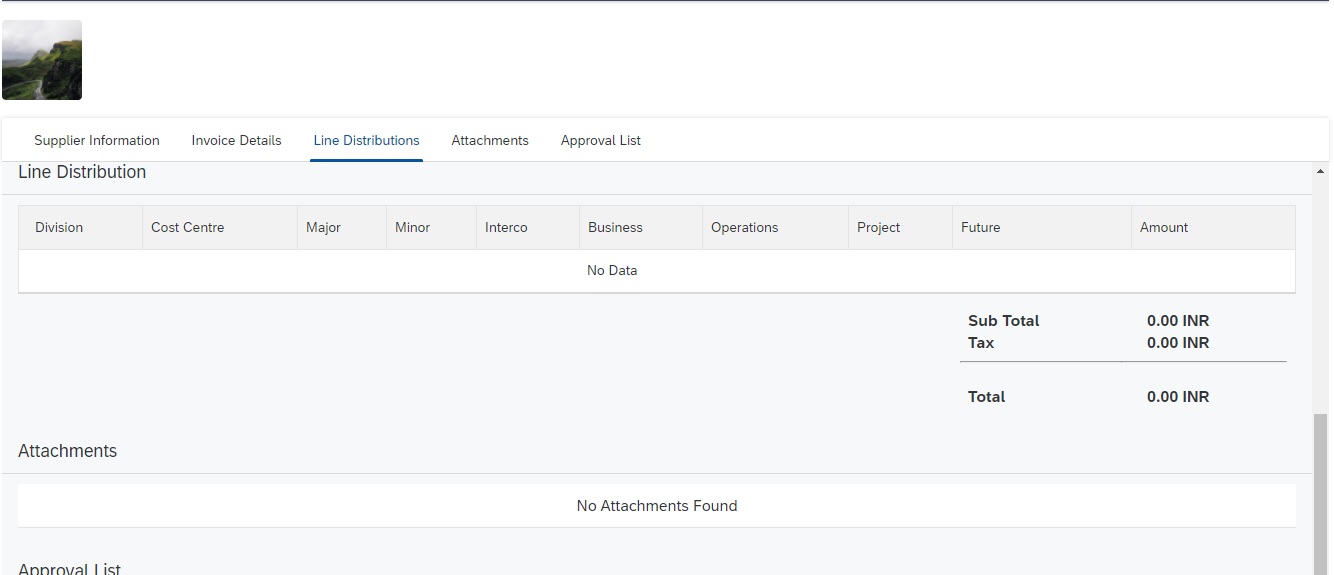 Supplier Information Invoice Details Line Distributions Attachments Approval List
Line Distribution
Division Cost Centre Major Minor Interco Business Operations Project Future Amount
No Data
Sub Total 0.00 INR
Tax 0.00 INR
Total 0.00 INR
Attachments
No Attachments Found
Approval List